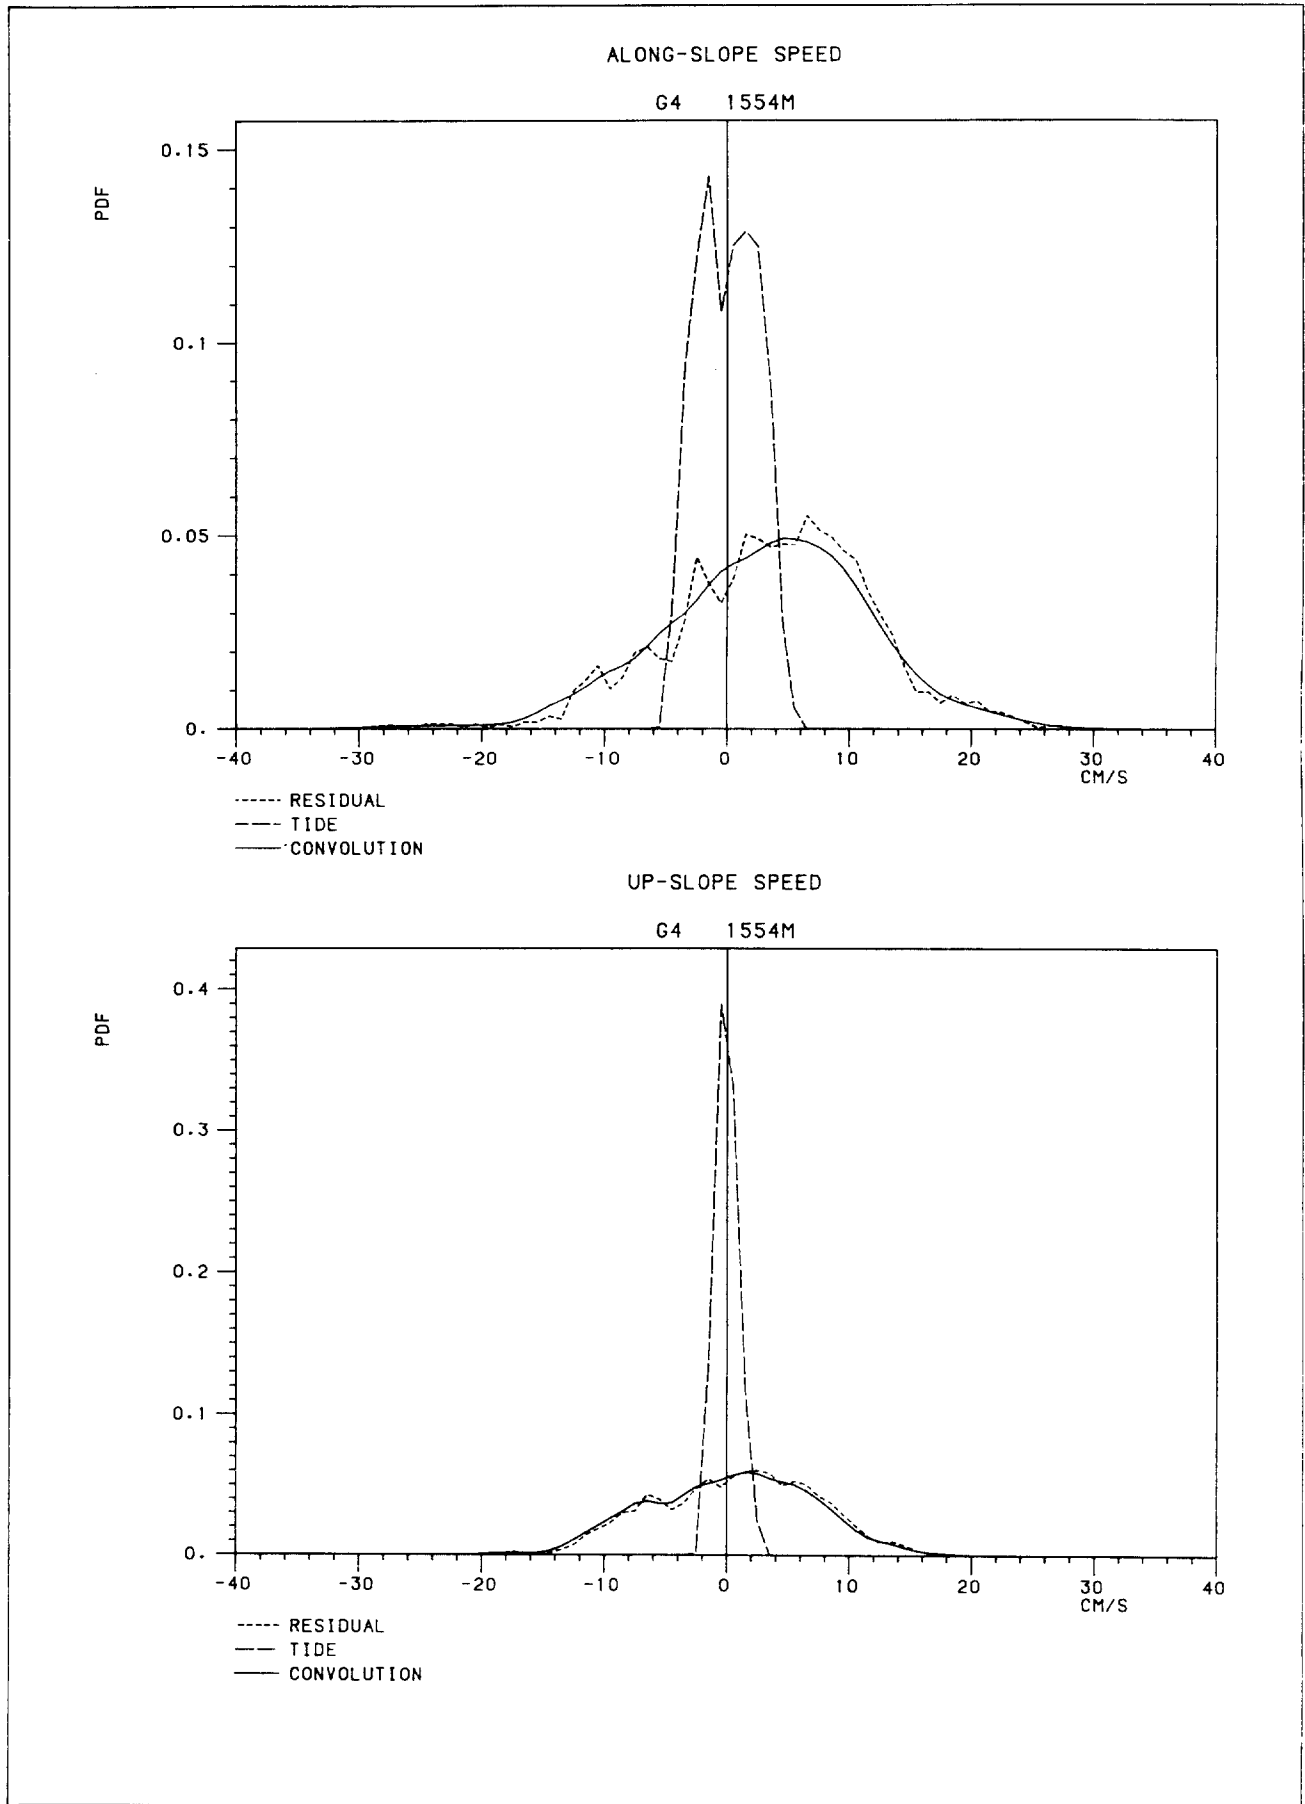 ALONG-SLOPE SPEED
G4 1554M
PDF
0.15
0.1
0.05
0.
-40 -30 -20 -10 0 10 20 30 40
CM/S
RESIDUAL
TIDE
CONVOLUTION
UP-SLOPE SPEED
G4 1554M
PDF
0.4
0.3
0.2
0.1
0.
-40 -30 -20 -10 0 10 20 30 40
CM/S
RESIDUAL
TIDE
CONVOLUTION